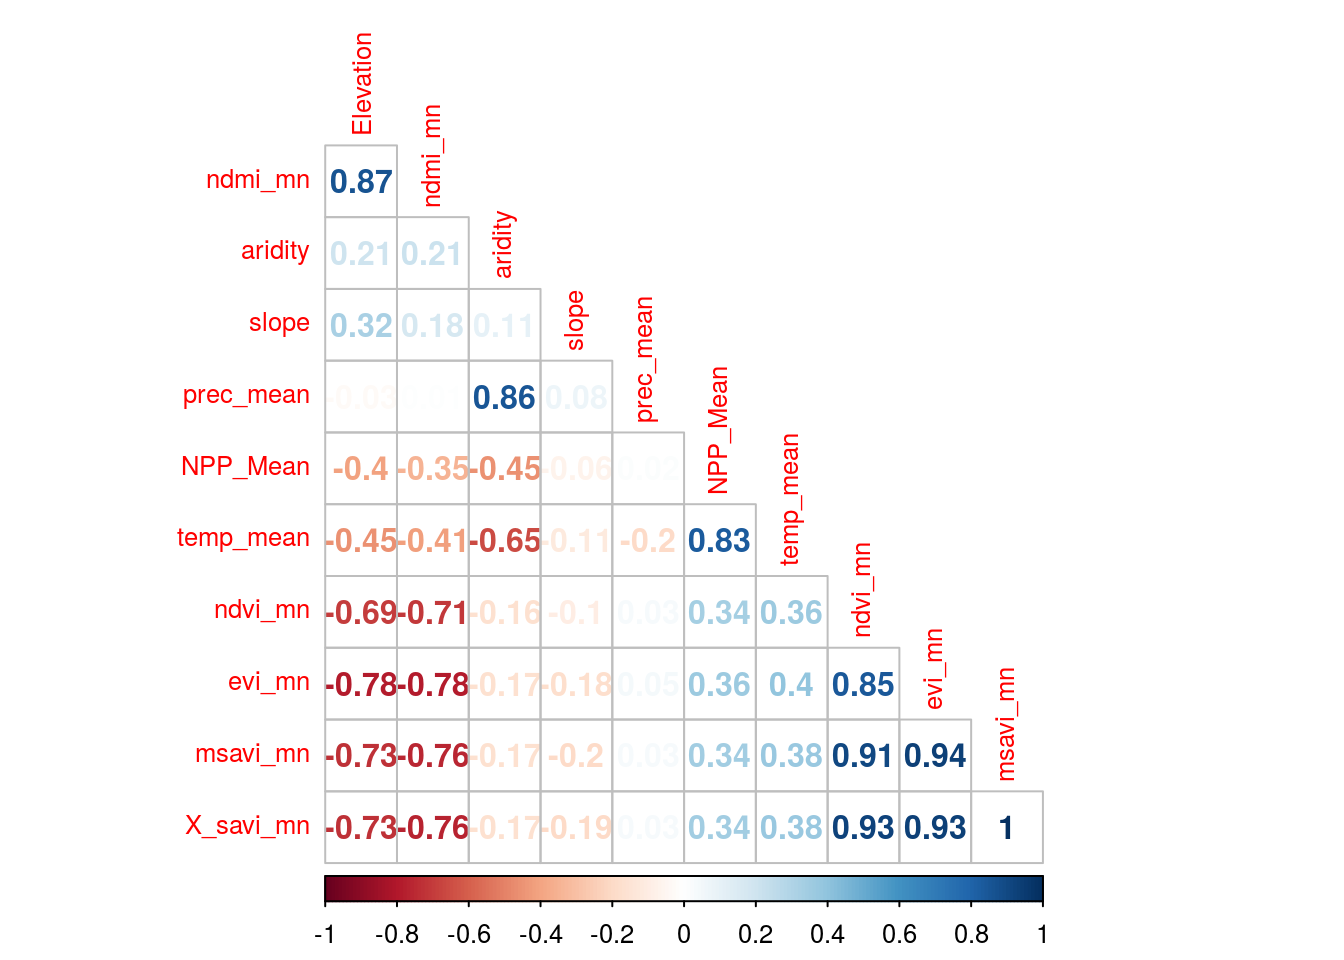 Elevation
ndmi_mn 0.87 ndmi_mn
aridity 0.21 0.21 aridity
slope 0.32 0.18 0.11 slope
prec_mean -0.03 0.86 0.08 prec_mean
NPP_Mean -0.4 -0.35 -0.45 -0.06 0.02 NPP_Mean
temp_mean -0.45 -0.41 -0.65 -0.11 -0.2 0.83 temp_mean
ndvi_mn -0.69 -0.71 -0.16 -0.1 0.03 0.34 0.36 ndvi_mn
evi_mn -0.78 -0.78 -0.17 -0.18 0.05 0.36 0.4 0.85 evi_mn
msavi_mn -0.73 -0.76 -0.17 -0.2 0.03 0.34 0.38 0.91 0.94 msavi_mn
X_savi_mn -0.73 -0.76 -0.17 -0.19 0.03 0.34 0.38 0.93 0.93 1
-1 -0.8 -0.6 -0.4 -0.2 0 0.2 0.4 0.6 0.8 1